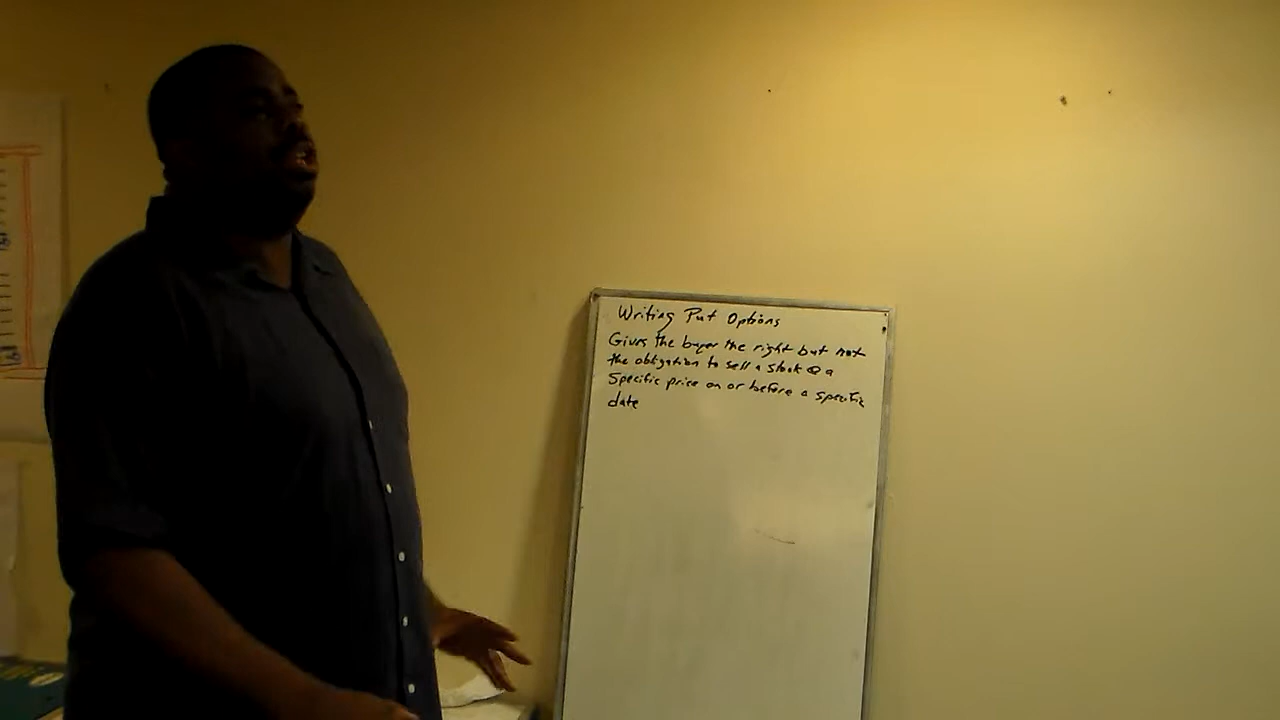 Writing Put Options
Gives the buyer the right but not
the obligation to sell a stock @ a
Specific price on or before a specific
date